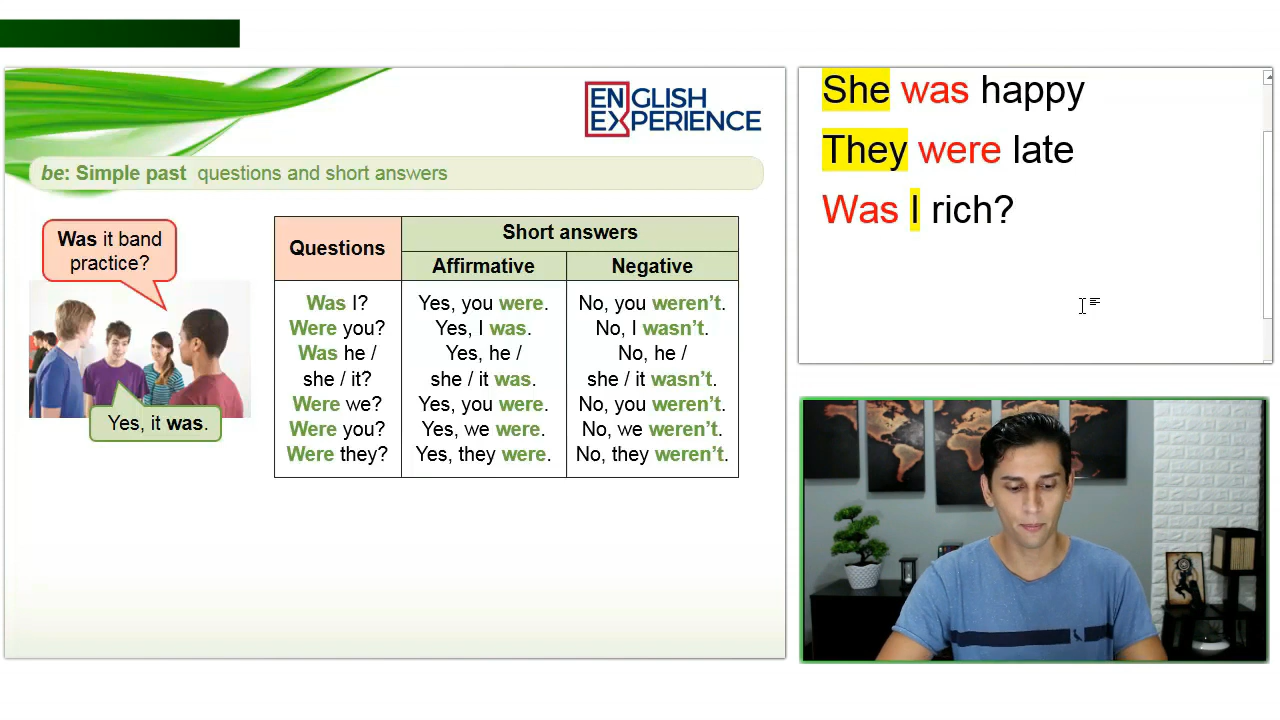 ENGLISH
EXPERIENCE
be: Simple past questions and short answers
Was it band
practice?
Yes, it was.
Questions
Short answers
Affirmative
Negative
Was I? Yes, you were. No, you weren't.
Were you? Yes, I was. No, I wasn't.
Was he / Yes, he / No, he /
she / it? she / it was. she / it wasn't.
Were we? Yes, you were. No, you weren't.
Were you? Yes, we were. No, we weren't.
Were they? Yes, they were. No, they weren't.
She was happy
They were late
Was I rich?